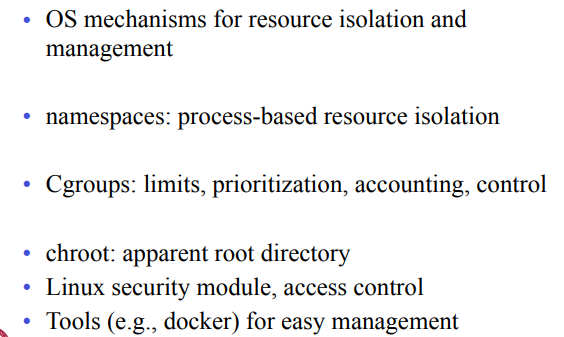 • OS mechanisms for resource isolation and
management
• namespaces: process-based resource isolation
• Cgroups: limits, prioritization, accounting, control
• chroot: apparent root directory
• Linux security module, access control
• Tools (e.g., docker) for easy management